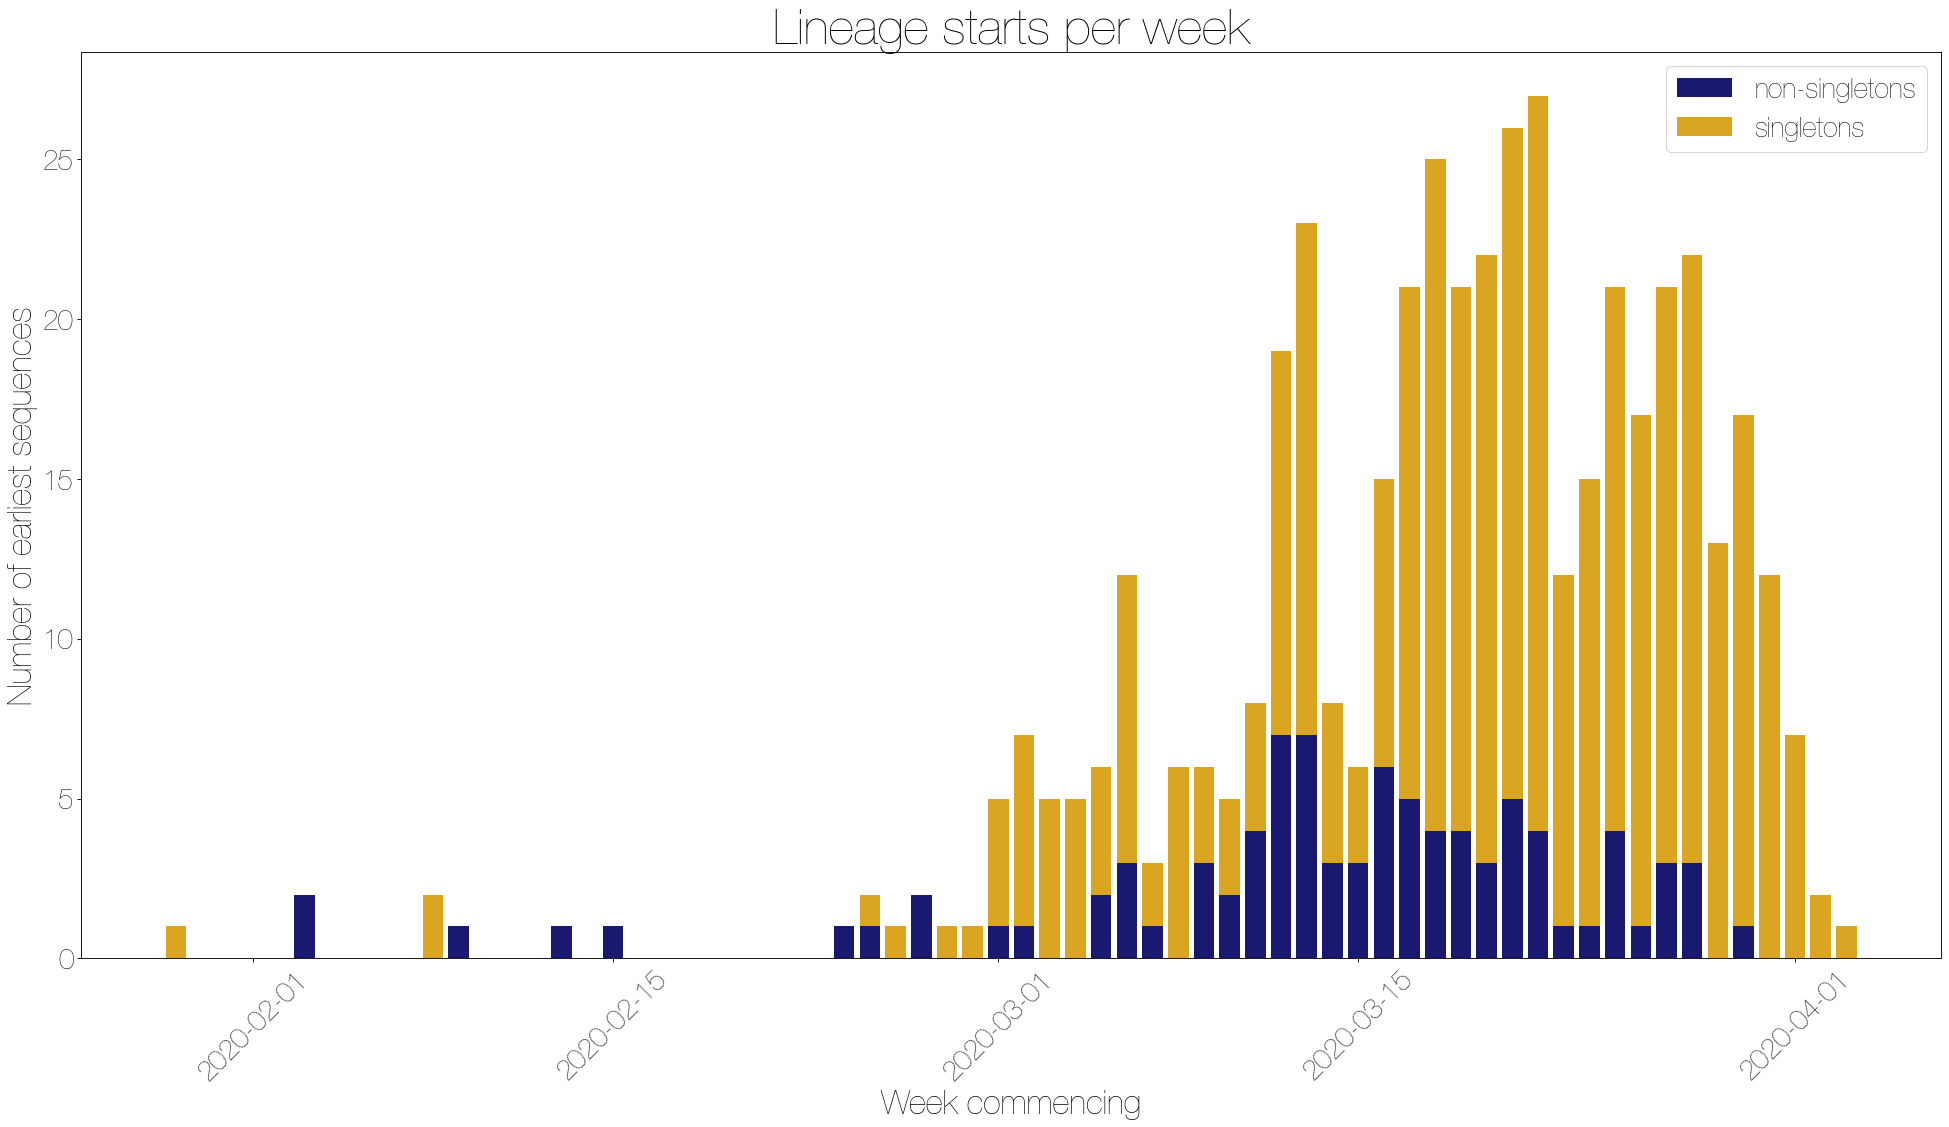 Lineage starts per week
non-singletons
singletons
Number of earliest sequences
25
20
15
10
5
0
2020-02-01
2020-02-15
2020-03-01
2020-03-15
2020-04-01
Week commencing